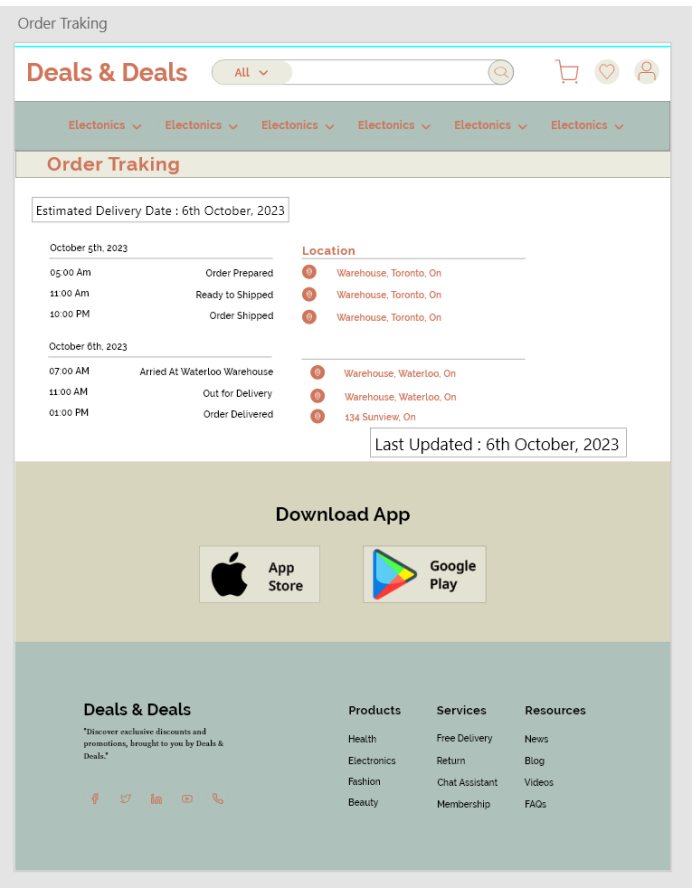 Order Traking
Deals & Deals
All
Electonics Electonics Electonics Electonics Electonics Electonics
Order Traking
Estimated Delivery Date : 6th October, 2023
October 5th, 2023 Location
05:00 Am Order Prepared Warehouse, Toronto, On
11:00 Am Ready to Shipped Warehouse, Toronto, On
10:00 PM Order Shipped Warehouse, Toronto, On
October 6th, 2023
07:00 AM Arried At Waterloo Warehouse Warehouse, Waterloo, On
11:00 AM Out for Delivery Warehouse, Waterloo, On
01:00 PM Order Delivered 134 Sunview, On
Last Updated : 6th October, 2023
Download App
App Store
Google Play
Deals & Deals
"Discover exclusive discounts and
promotions, brought to you by Deals &
Deals."
Products Services Resources
Health Free Delivery News
Electronics Return Blog
Fashion Chat Assistant Videos
Beauty Membership FAQs